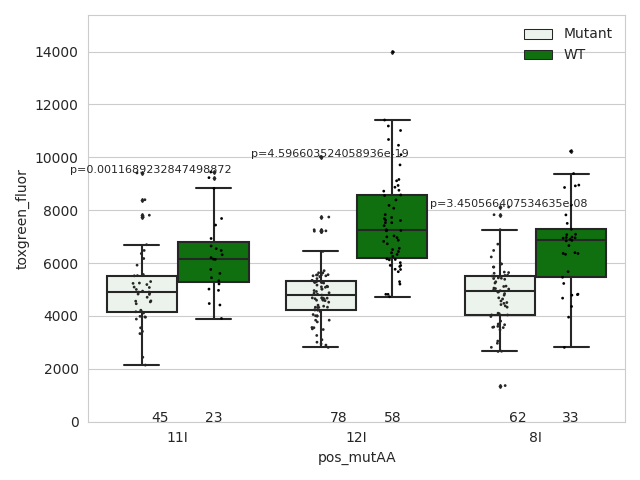 14000
12000
10000
8000
6000
4000
2000
0
toxgreen_fluor
Mutant
WT
p=0.0011689232847498872
p=4.596603524058936e-19
p=3.450566407534635e-08
45 23 78 58 62 33
11I 12I 8I
pos_mutAA